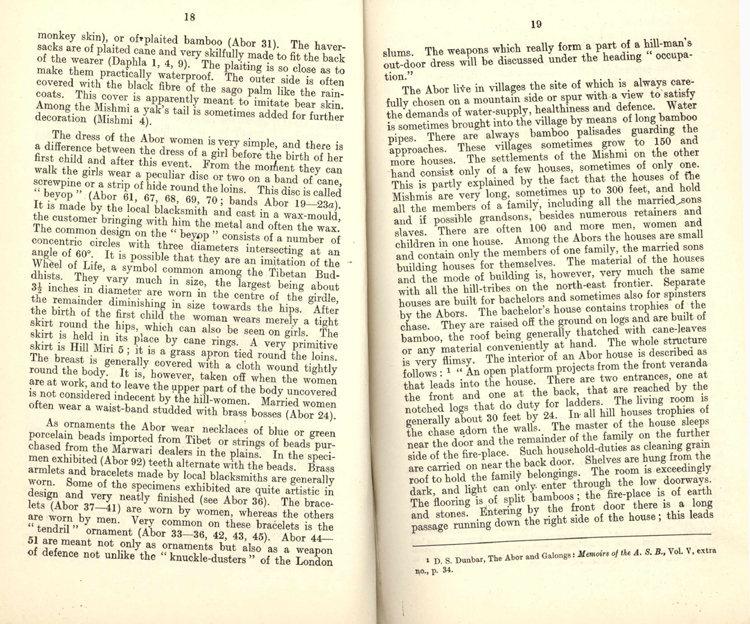 18
monkey skin), or of plaited bamboo (Abor 31). The haver-
sacks are of plaited cane and very skilfully made to fit the back
of the wearer (Daphla 1, 4, 9). The plaiting is so close as to
make them practically waterproof. The outer side is often
covered with the black fibre of the sago palm like the rain-
coats. This cover is apparently meant to imitate bear skin.
Among the Mishmi a yak's tail is sometimes added for further
decoration (Mishmi 4).
The dress of the Abor women is very simple, and there is
a difference between the dress of a girl before the birth of her
first child and after this event. From the moment they can
walk the girls wear a peculiar disc or two on a band of cane,
screwpine or a strip of hide round the loins. This disc is called
"beyop" (Abor 61, 67, 68, 69, 70; bands Abor 19—23a).
It is made by the local blacksmith and cast in a wax-mould,
the customer bringing with him the metal and often the wax.
The common design on the "beyop" consists of a number of
concentric circles with three diameters intersecting at an
angle of 60°. It is possible that they are an imitation of the
Wheel of Life, a symbol common among the Tibetan Bud-
dhists. They vary much in size, the largest being about
3½ inches in diameter are worn in the centre of the girdle,
the remainder diminishing in size towards the hips. After
the birth of the first child the woman wears merely a tight
skirt round the hips, which can also be seen on girls. The
skirt is held in its place by cane rings. A very primitive
skirt is Hill Miri 5; it is a grass apron tied round the loins.
The breast is generally covered with a cloth wound tightly
round the body. It is, however, taken off when the women
are at work, and to leave the upper part of the body uncovered
is not considered indecent by the hill-women. Married women
often wear a waist-band studded with brass bosses (Abor 24).
As ornaments the Abor wear necklaces of blue or green
porcelain beads imported from Tibet or strings of beads pur-
chased from the Marwari dealers in the plains. In the speci-
men exhibited (Abor 92) teeth alternate with the beads. Brass
armlets and bracelets made by local blacksmiths are generally
worn. Some of the specimens exhibited are quite artistic in
design and very neatly finished (see Abor 36). The brace-
lets (Abor 37—41) are worn by women, whereas the others
are worn by men. Very common on these bracelets is the
"tendril" ornament (Abor 33—36, 42, 43, 45). Abor 44—
51 are meant not only as ornaments but also as a weapon
of defence not unlike the "knuckle-dusters" of the London
19
slums. The weapons which really form a part of a hill-man's
out-door dress will be discussed under the heading "occupa-
tion."
The Abor live in villages the site of which is always care-
fully chosen on a mountain side or spur with a view to satisfy
the demands of water-supply, healthiness and defence. Water
is sometimes brought into the village by means of long bamboo
pipes. There are always bamboo palisades guarding the
approaches. These villages sometimes grow to 150 and
more houses. The settlements of the Mishmi on the other
hand consist only of a few houses, sometimes of only one.
This is partly explained by the fact that the houses of the
Mishmis are very long, sometimes up to 300 feet, and hold
all the members of a family, including all the married sons
and if possible grandsons, besides numerous retainers and
slaves. There are often 100 and more men, women and
children in one house. Among the Abors the houses are small
and contain only the members of one family, the married sons
building houses for themselves. The material of the houses
and the mode of building is, however, very much the same
with all the hill-tribes on the north-east frontier. Separate
houses are built for bachelors and sometimes also for spinsters
by the Abors. The bachelor's house contains trophies of the
chase. They are raised off the ground on logs and are built of
bamboo, the roof being generally thatched with cane-leaves
or any material conveniently at hand. The whole structure
is very flimsy. The interior of an Abor house is described as
follows: ¹ "An open platform projects from the front veranda
that leads into the house. There are two entrances, one at
the front and one at the back, that are reached by the
notched logs that do duty for ladders. The living room is
generally about 30 feet by 24. In all hill houses trophies of
the chase adorn the walls. The master of the house sleeps
near the door and the remainder of the family on the further
side of the fire-place. Such household-duties as cleaning grain
are carried on near the back door. Shelves are hung from the
roof to hold the family belongings. The room is exceedingly
dark, and light can only enter through the low doorways.
The flooring is of split bamboos; the fire-place is of earth
and stones. Entering by the front door there is a long
passage running down the right side of the house; this leads
¹ D. S. Dunbar, The Abor and Galongs: Memoirs of the A. S. B., Vol. V, extra
no., p. 34.